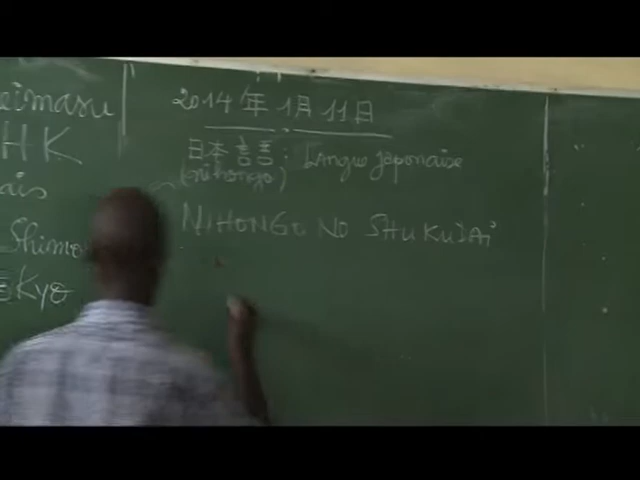 eimasu
HK
ais
Shimo
Kyo
2014年1月11日
日本語: Langue japonaise
(nihongo)
NIHONGO NO SHUKUDAI